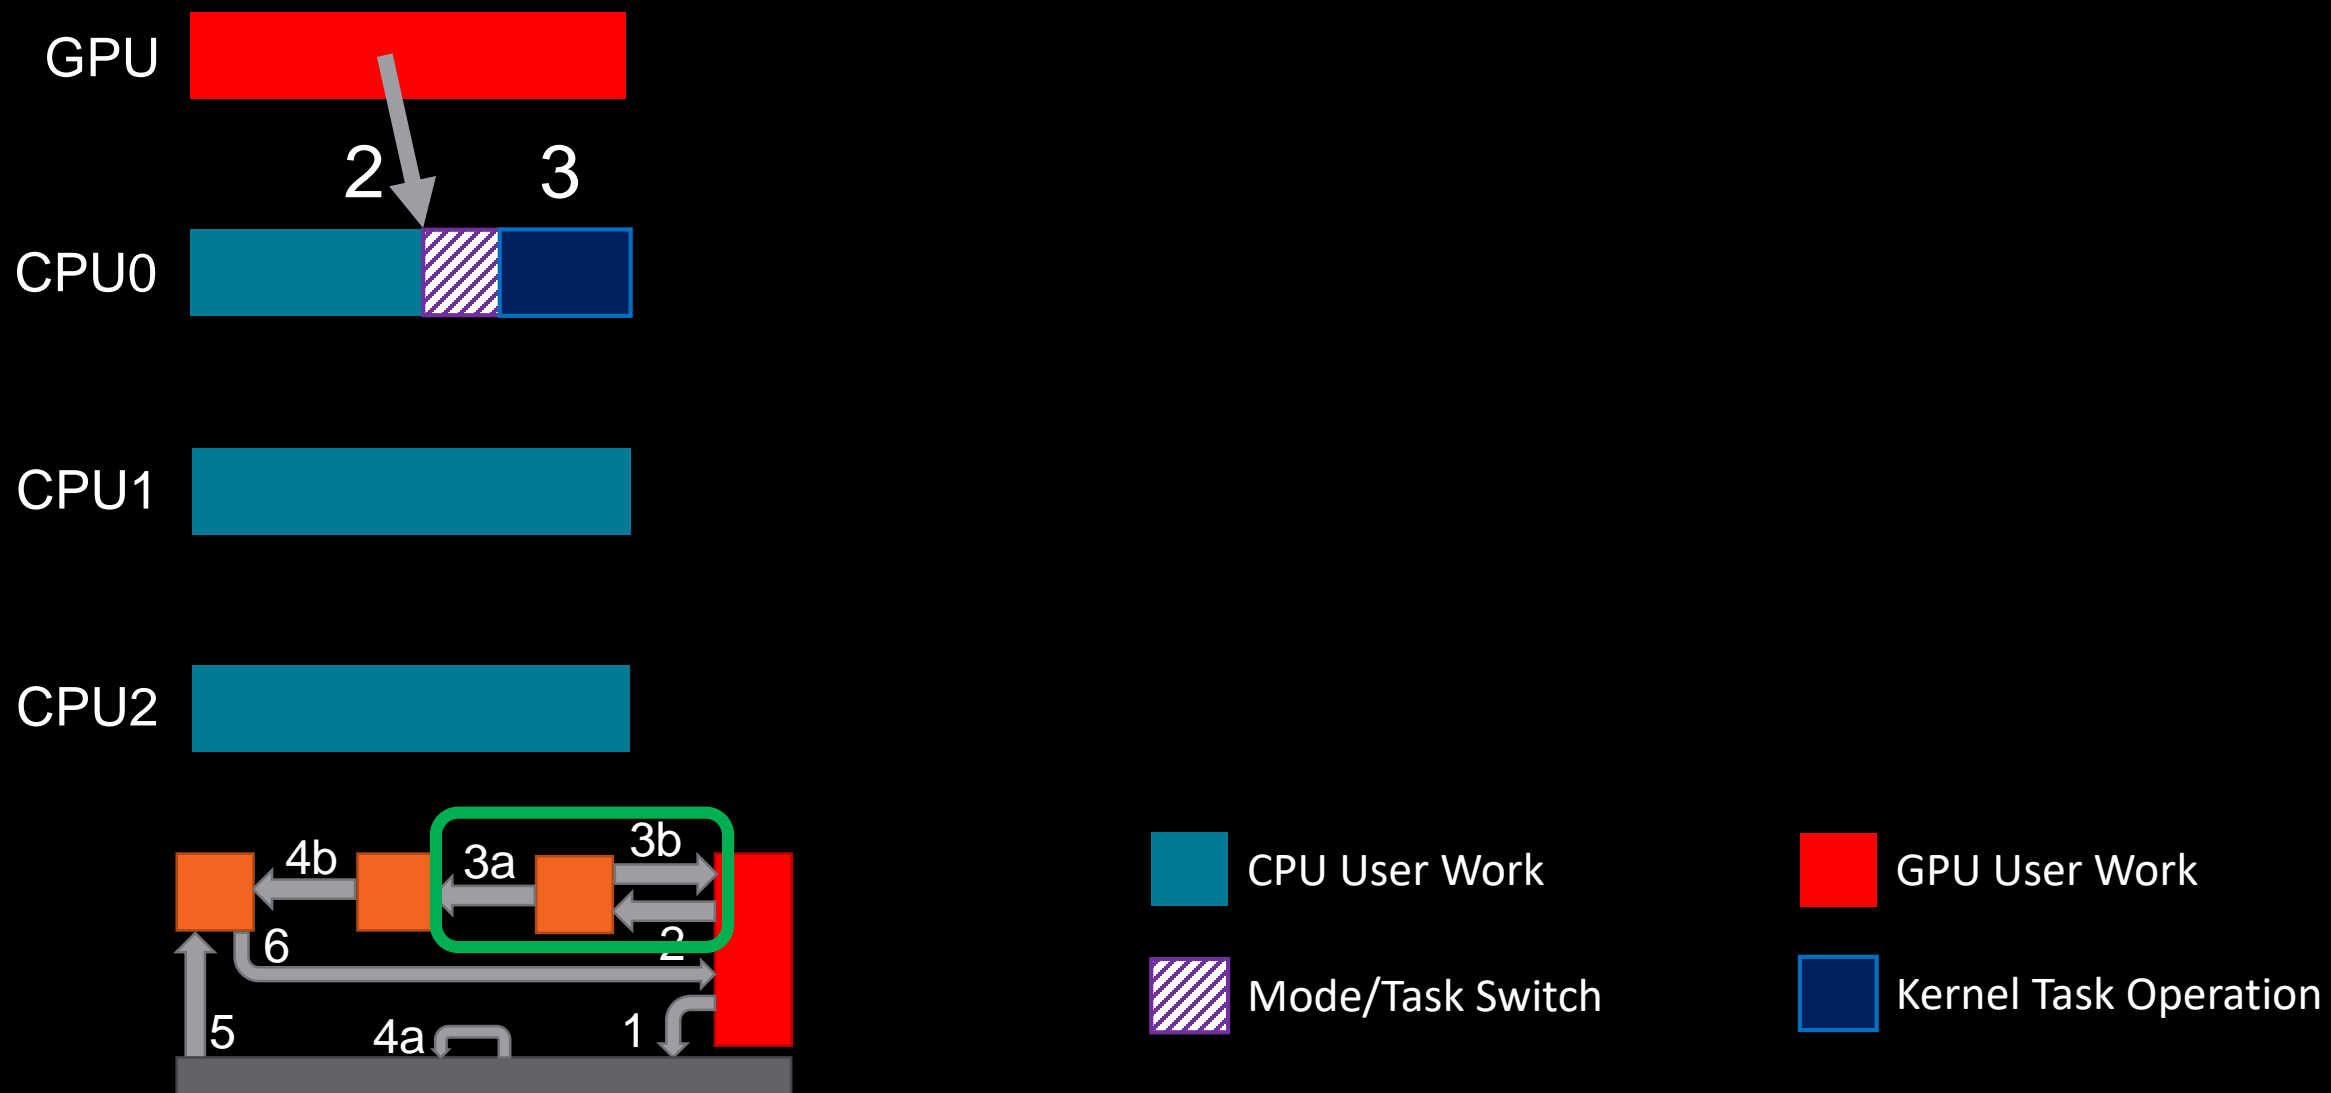 GPU
2 3
CPU0
CPU1
CPU2
3b
4b 3a
6 2
5 4a 1
CPU User Work
GPU User Work
Mode/Task Switch
Kernel Task Operation